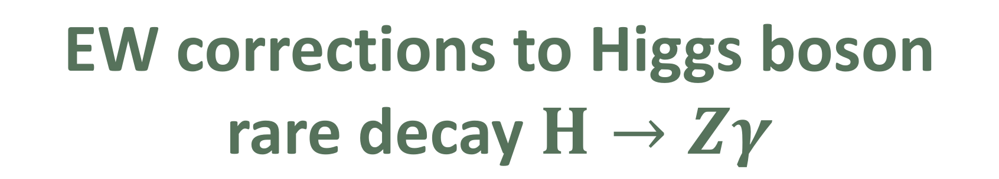 EW corrections to Higgs boson
rare decay H → Zγ